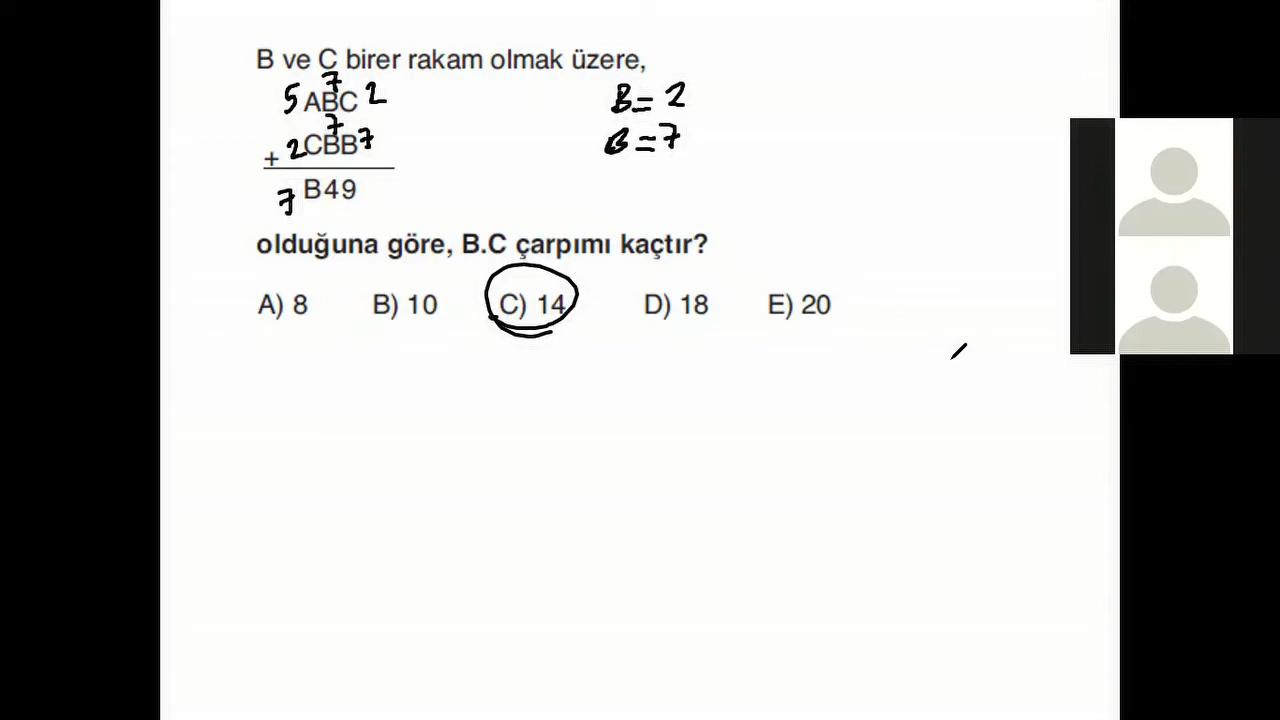 B ve C birer rakam olmak üzere,
7
5 ABC 2
B = 2
7
2 CBB 7
B = 7
+
7 B49
olduğuna göre, B.C çarpımı kaçtır?
A) 8 B) 10 C) 14 D) 18 E) 20